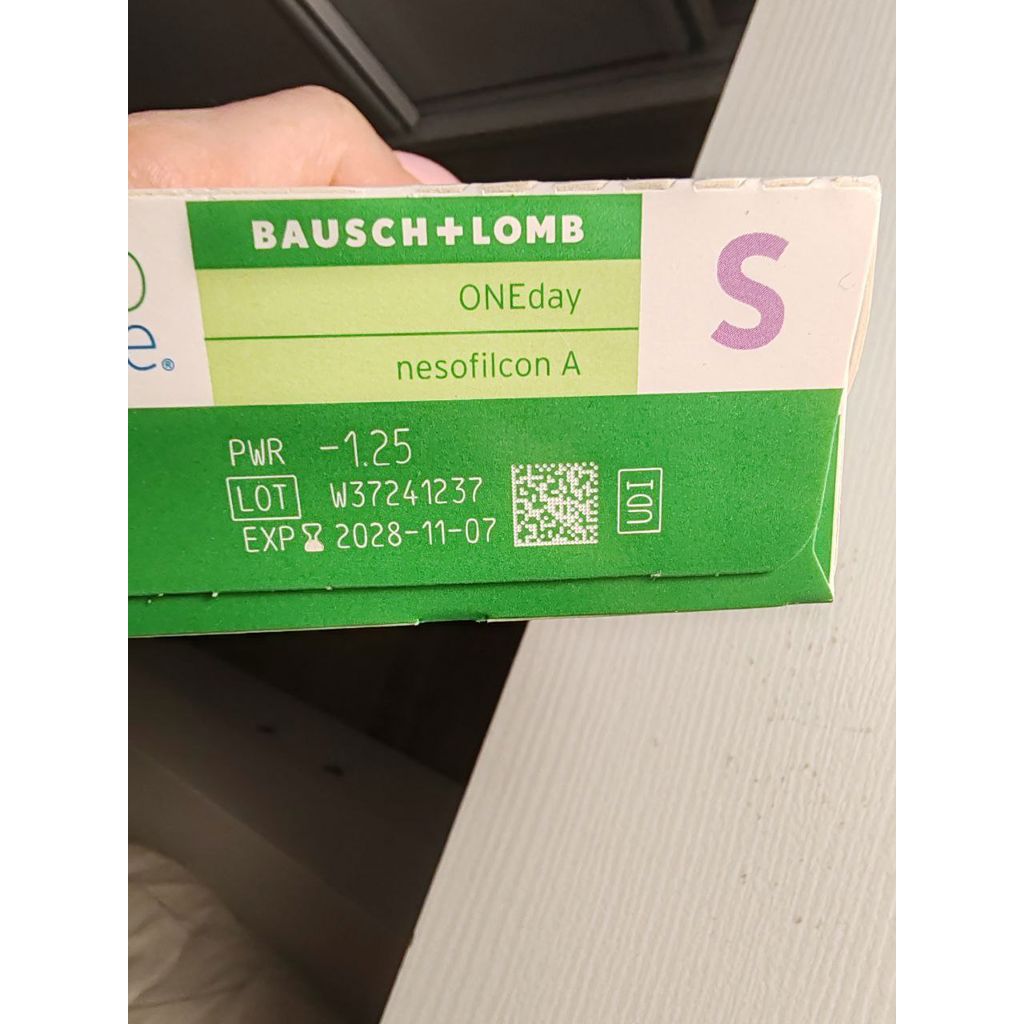 BAUSCH+LOMB
ONEday
nesofilcon A
S
e®
PWR -1.25
LOT W37241237
EXP 2028-11-07
UDI